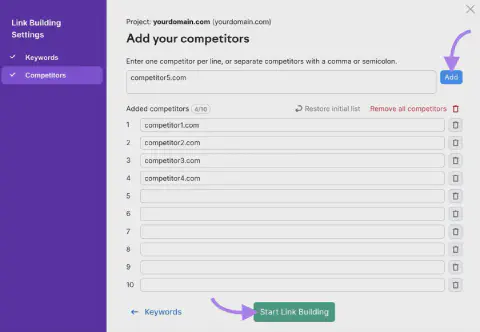 Link Building
Settings
Keywords
Competitors
Project: yourdomain.com (yourdomain.com)
Add your competitors
Enter one competitor per line, or separate competitors with a comma or semicolon.
competitor5.com
Add
Added competitors 4/10 Restore initial list Remove all competitors
1 competitor1.com
2 competitor2.com
3 competitor3.com
4 competitor4.com
5
6
7
8
9
10
← Keywords Start Link Building